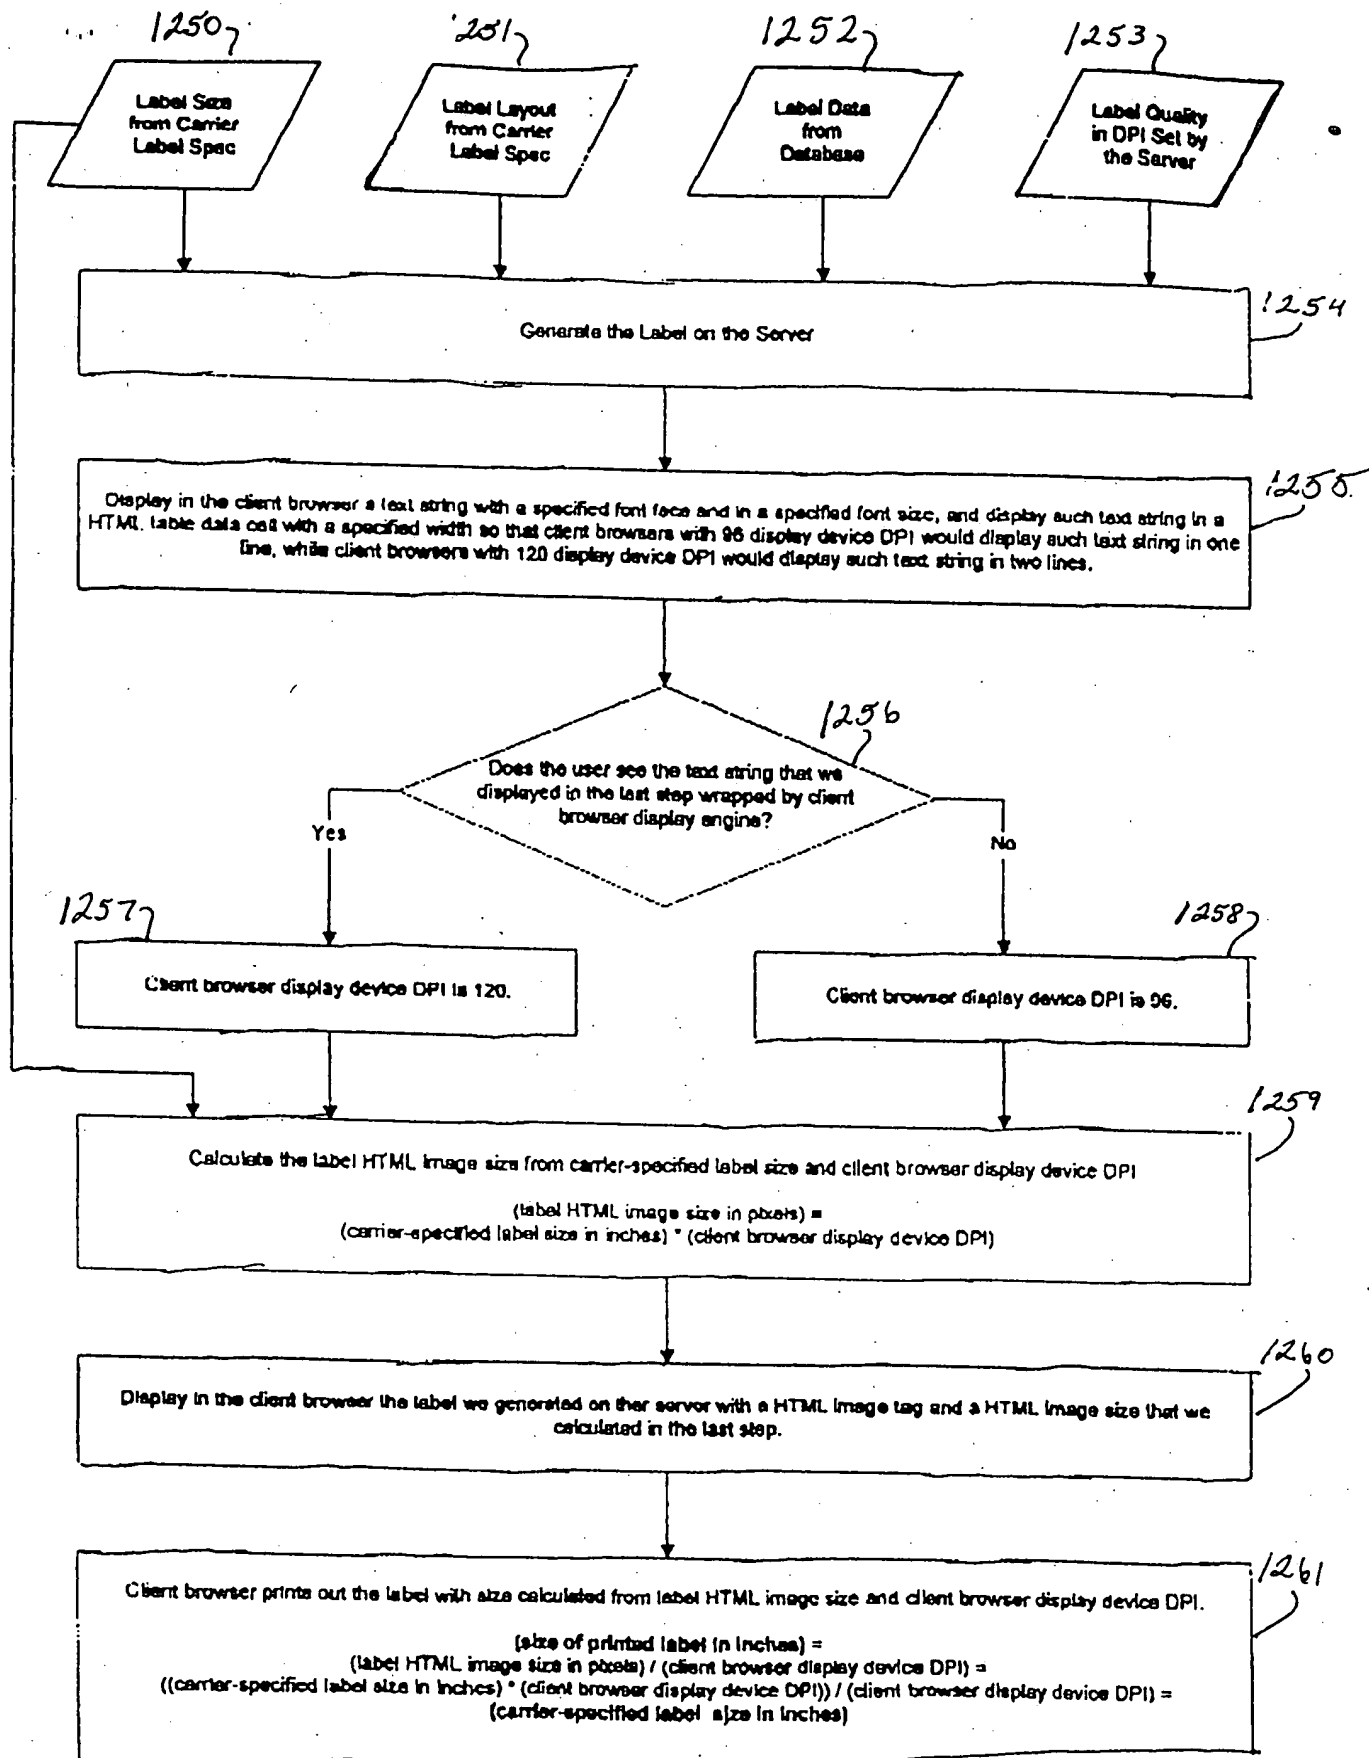 1250
251
1252
1253
Label Size
from Carrier
Label Spec
Label Layout
from Carrier
Label Spec
Label Data
from
Database
Label Quality
in DPI Set by
the Server
1254
Generate the Label on the Server
1255
Display in the client browser a text string with a specified font face and in a specified font size, and display such text string in a
HTML table data cell with a specified width so that client browsers with 96 display device DPI would display such text string in one
line, while client browsers with 120 display device DPI would display such text string in two lines.
1256
Does the user see the text string that we
displayed in the last step wrapped by client
browser display engine?
Yes
No
1257
1258
Client browser display device DPI is 120.
Client browser display device DPI is 96.
1259
Calculate the label HTML image size from carrier-specified label size and client browser display device DPI
(label HTML image size in pixels) =
(carrier-specified label size in inches) * (client browser display device DPI)
1260
Display in the client browser the label we generated on ther server with a HTML image tag and a HTML image size that we
calculated in the last step.
1261
Client browser prints out the label with size calculated from label HTML image size and client browser display device DPI.
(size of printed label in inches) =
(label HTML image size in pixels) / (client browser display device DPI) =
((carrier-specified label size in inches) * (client browser display device DPI)) / (client browser display device DPI) =
(carrier-specified label size in inches)